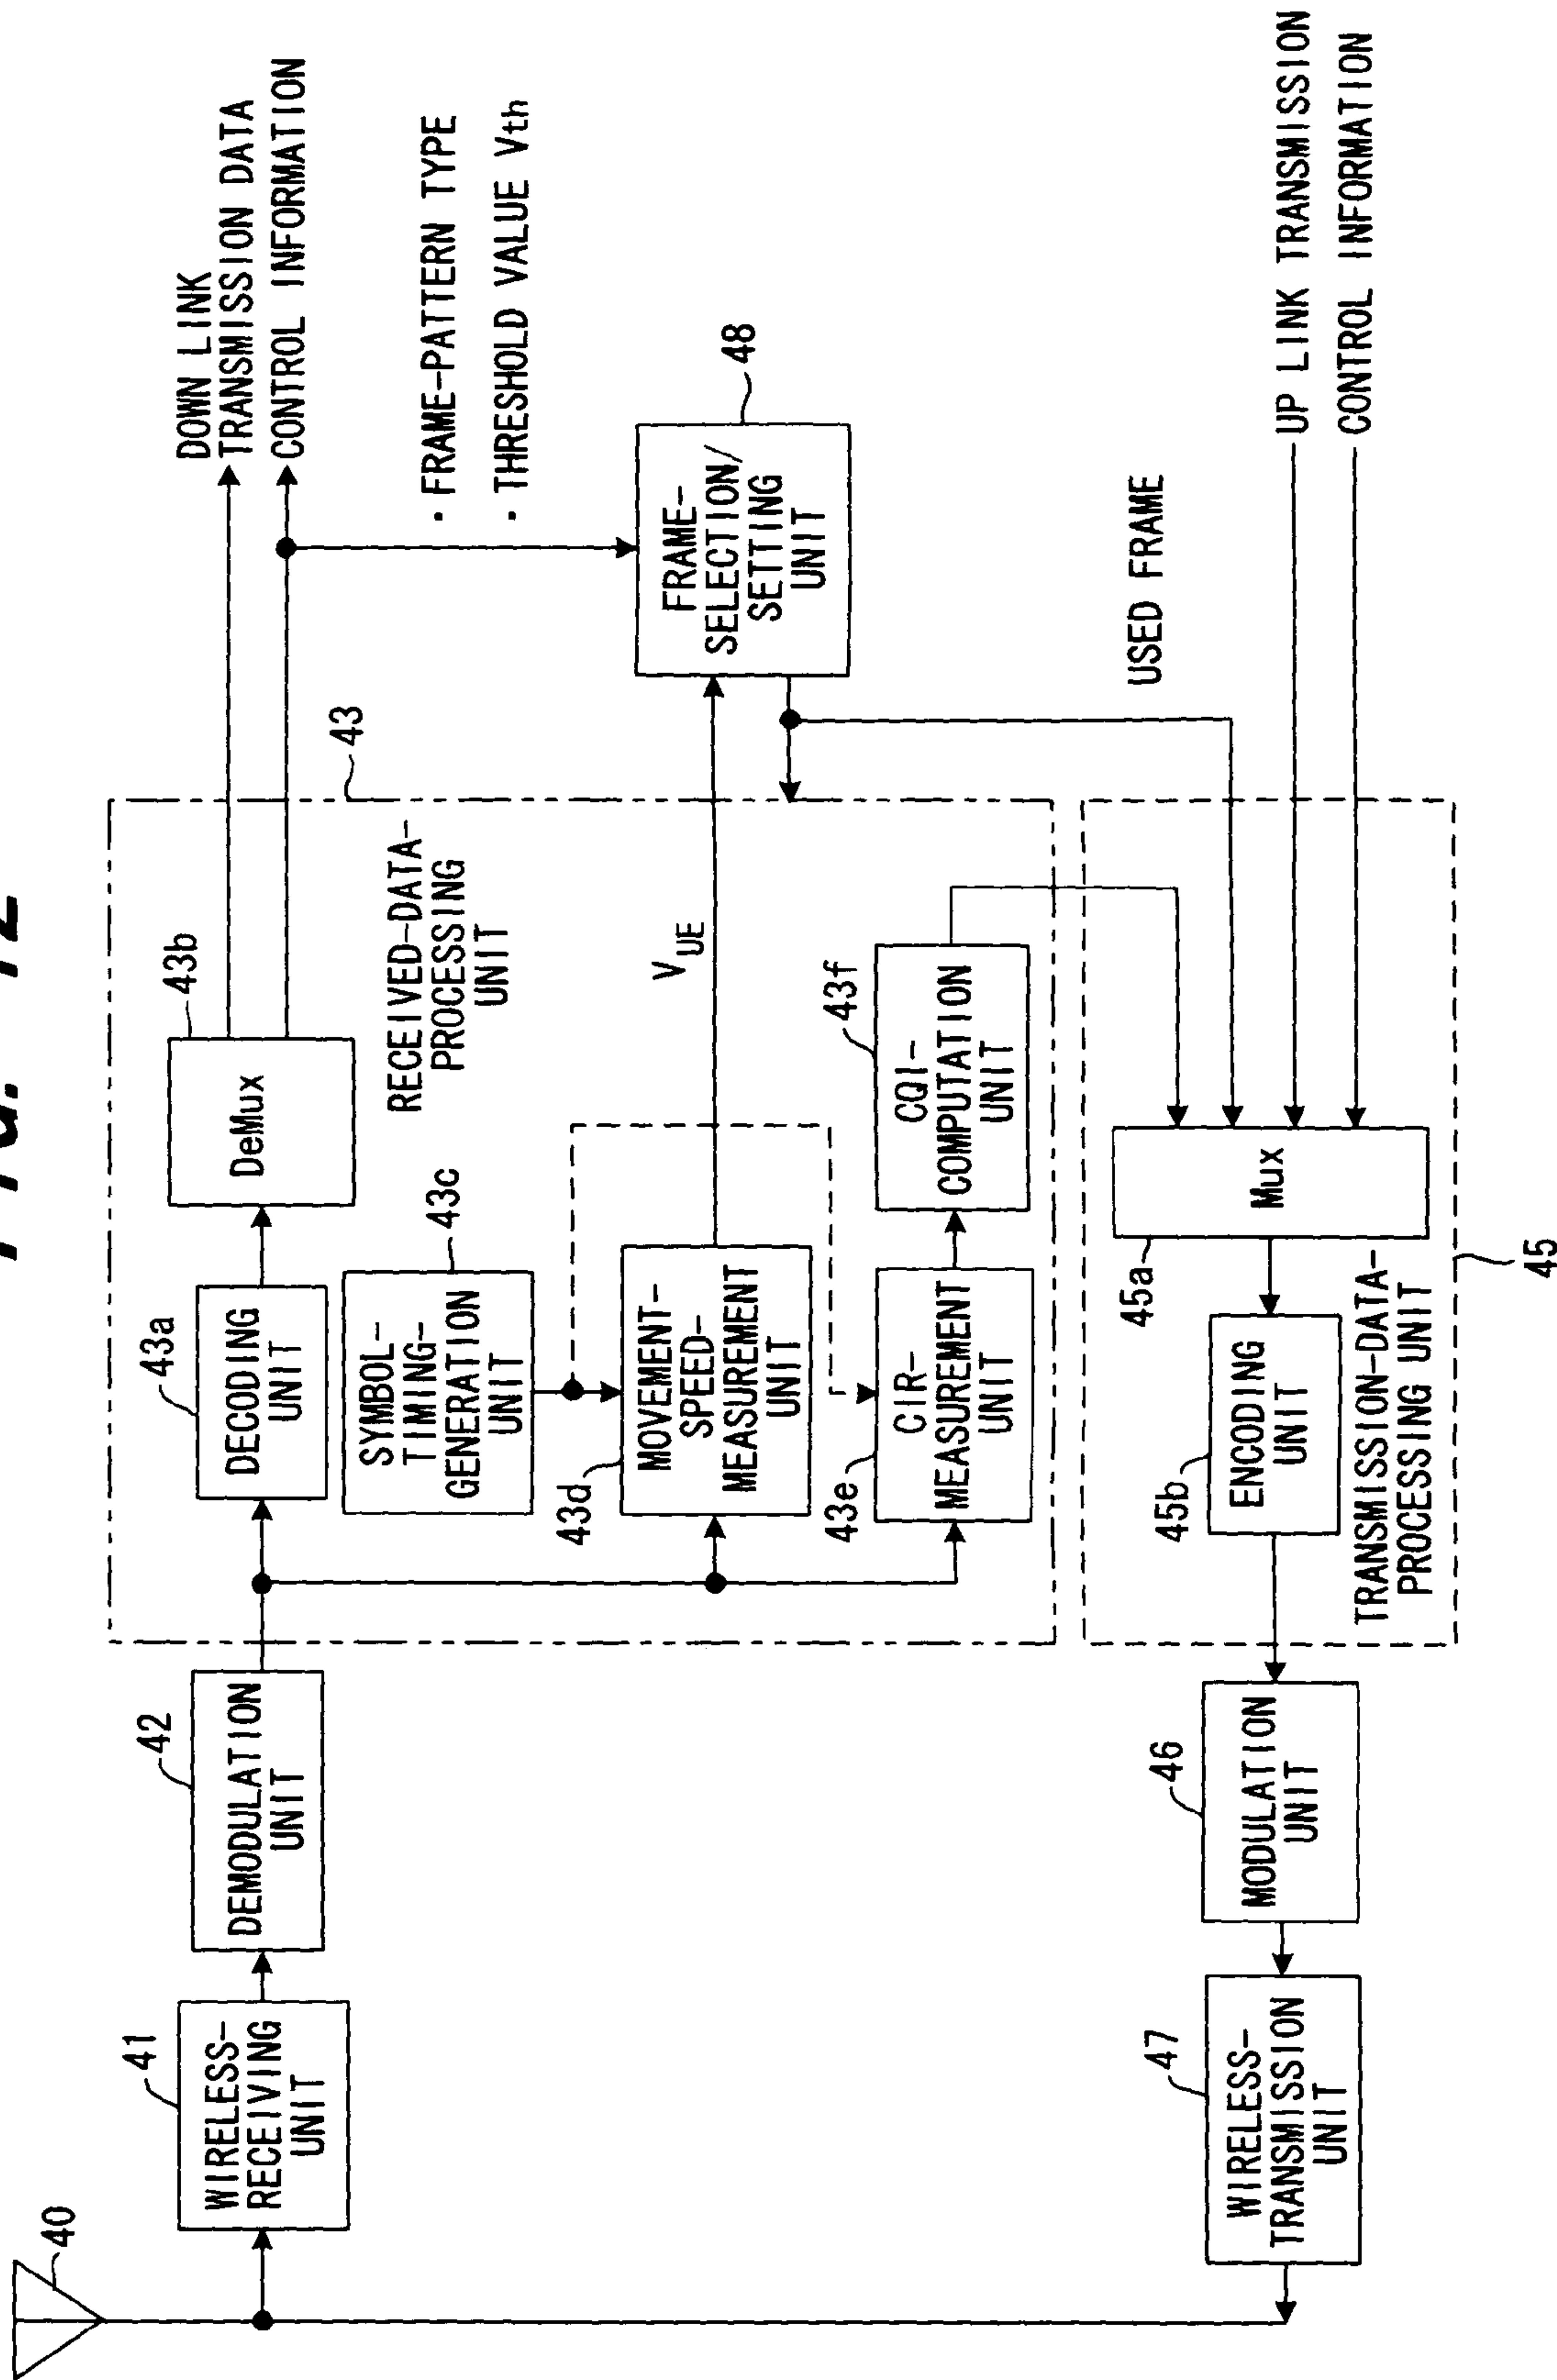 DOWN LINK
TRANSMISSION DATA
CONTROL INFORMATION
• FRAME-PATTERN TYPE
• THRESHOLD VALUE Vth
40
41
WIRELESS-
RECEIVING
UNIT
42
DEMODULATION
UNIT
43
RECEIVED-DATA-
PROCESSING
UNIT
43a
DECODING
UNIT
43b
DeMux
43c
SYMBOL-
TIMING-
GENERATION
UNIT
43d
MOVEMENT-
SPEED-
MEASUREMENT
UNIT
VUE
48
FRAME-
SELECTION/
SETTING
UNIT
43e
CIR-
MEASUREMENT
UNIT
43f
CQI-
COMPUTATION
UNIT
USED FRAME
UP LINK TRANSMISSION
CONTROL INFORMATION
45a
Mux
45b
ENCODING
UNIT
TRANSMISSION-DATA-
PROCESSING UNIT
45
46
MODULATION
UNIT
47
WIRELESS-
TRANSMISSION
UNIT